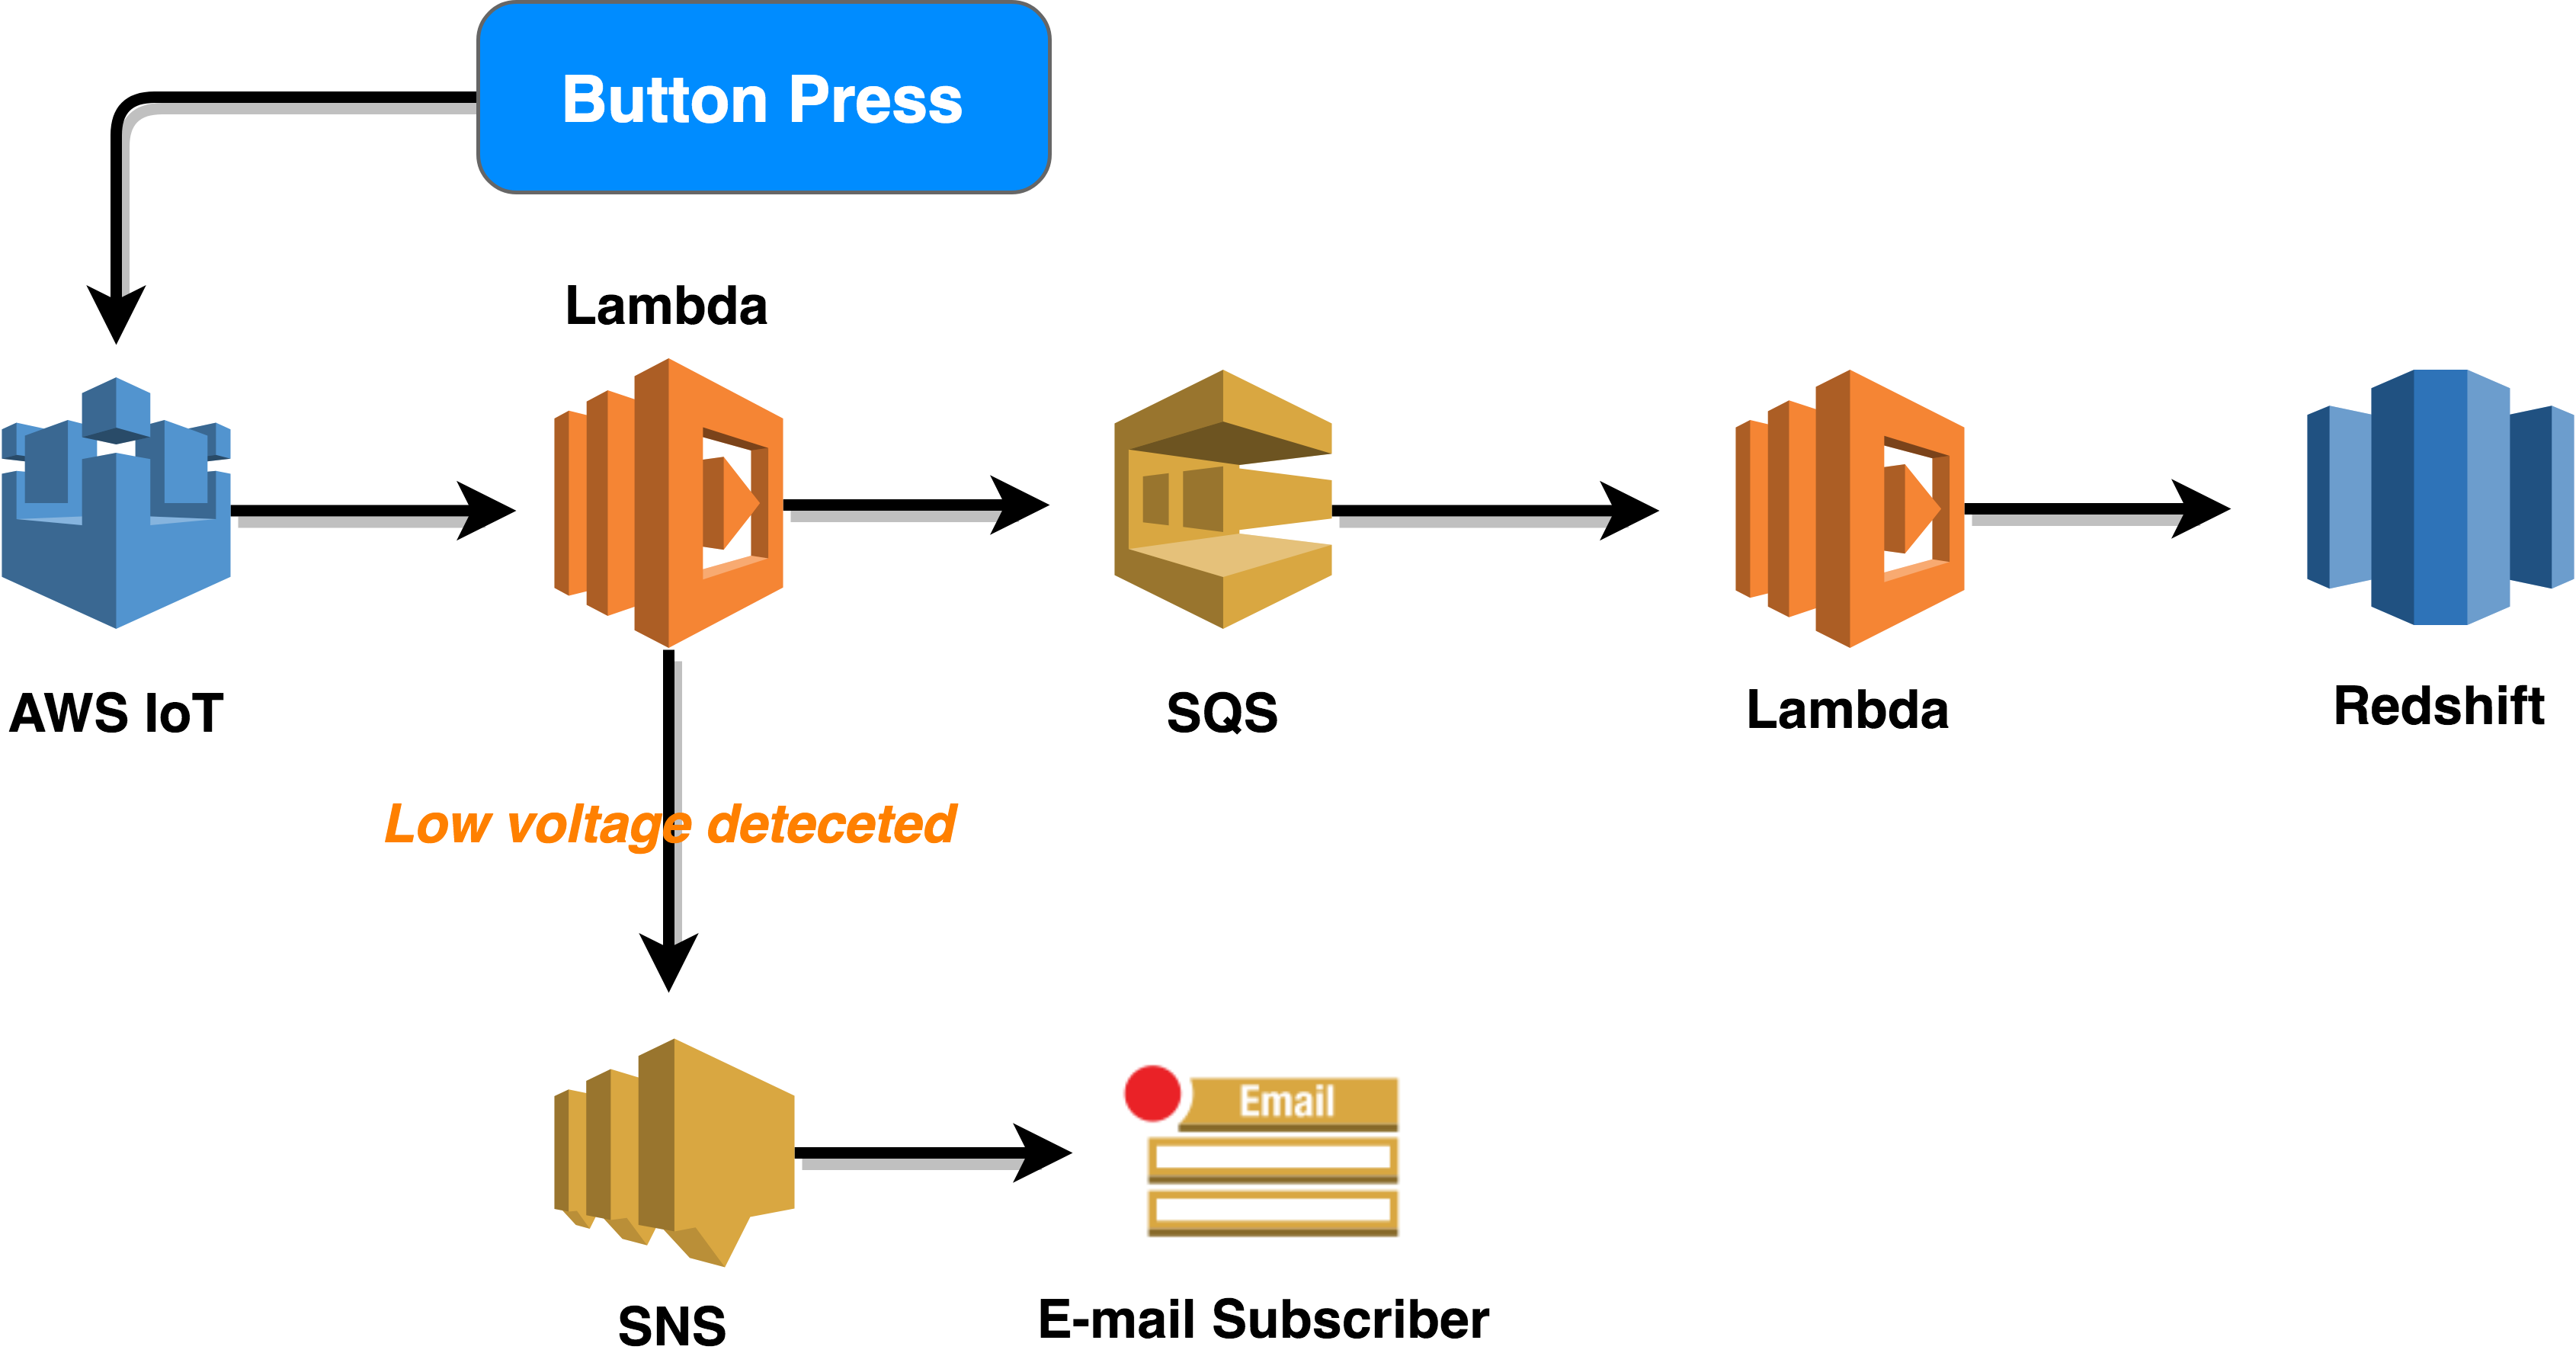 Button Press
Lambda
AWS IoT
SQS
Lambda
Redshift
Low voltage deteceted
Email
SNS
E-mail Subscriber